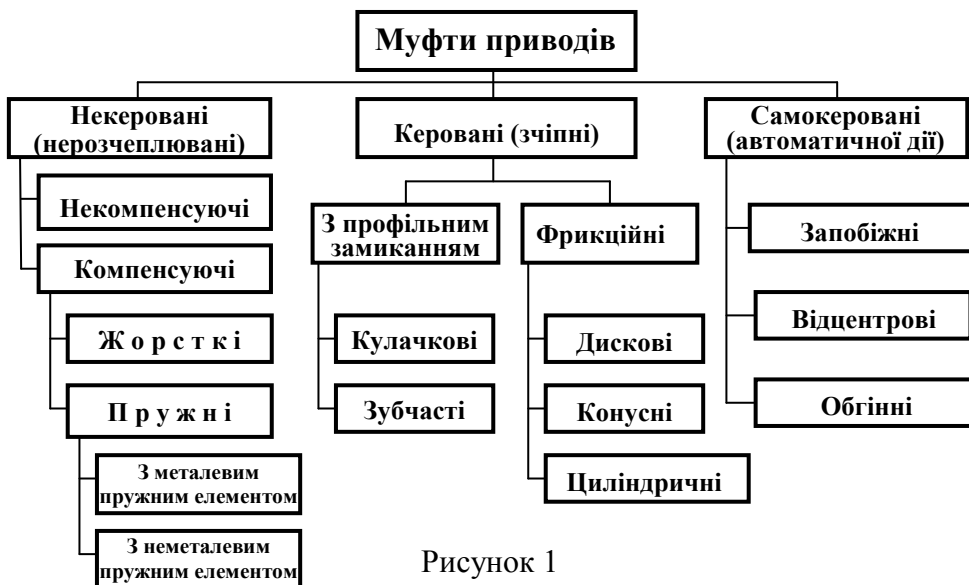 Муфти приводів
Некеровані
(нерозчеплювані)
Некомпенсуючі
Компенсуючі
Ж о р с т к і
П р у ж н і
З металевим
пружним елементом
З неметалевим
пружним елементом
Керовані (зчіпні)
З профільним
замиканням
Кулачкові
Зубчасті
Фрикційні
Дискові
Конусні
Циліндричні
Самокеровані
(автоматичної дії)
Запобіжні
Відцентрові
Обгінні
Рисунок 1